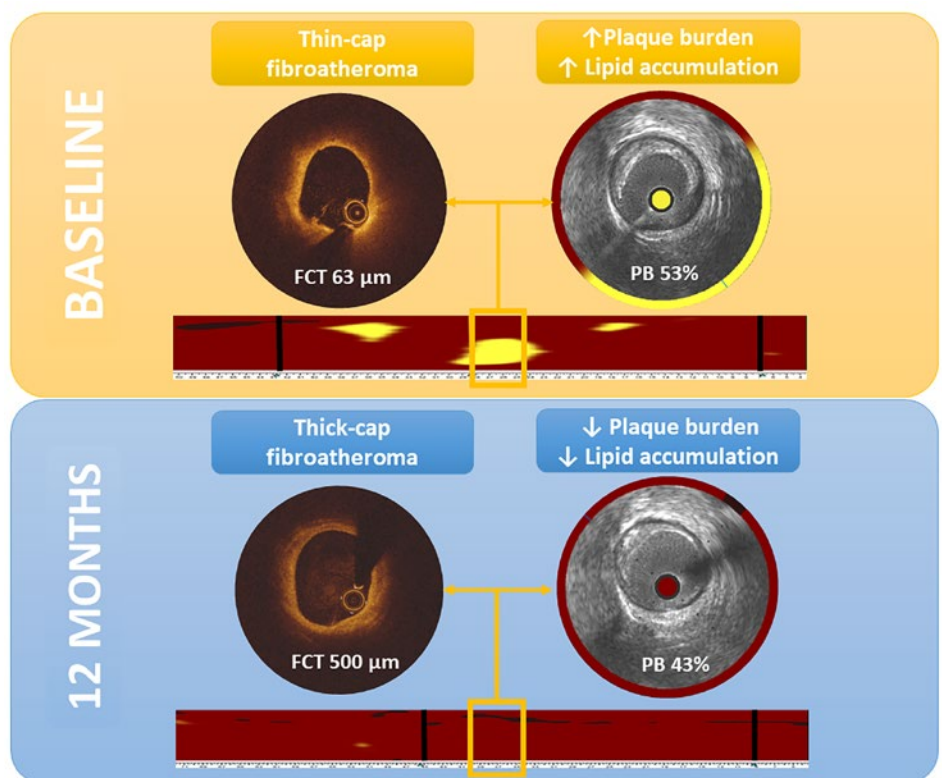 BASELINE
Thin-cap
fibroatheroma
↑Plaque burden
↑ Lipid accumulation
FCT 63 µm
PB 53%
12 MONTHS
Thick-cap
fibroatheroma
↓ Plaque burden
↓ Lipid accumulation
FCT 500 µm
PB 43%